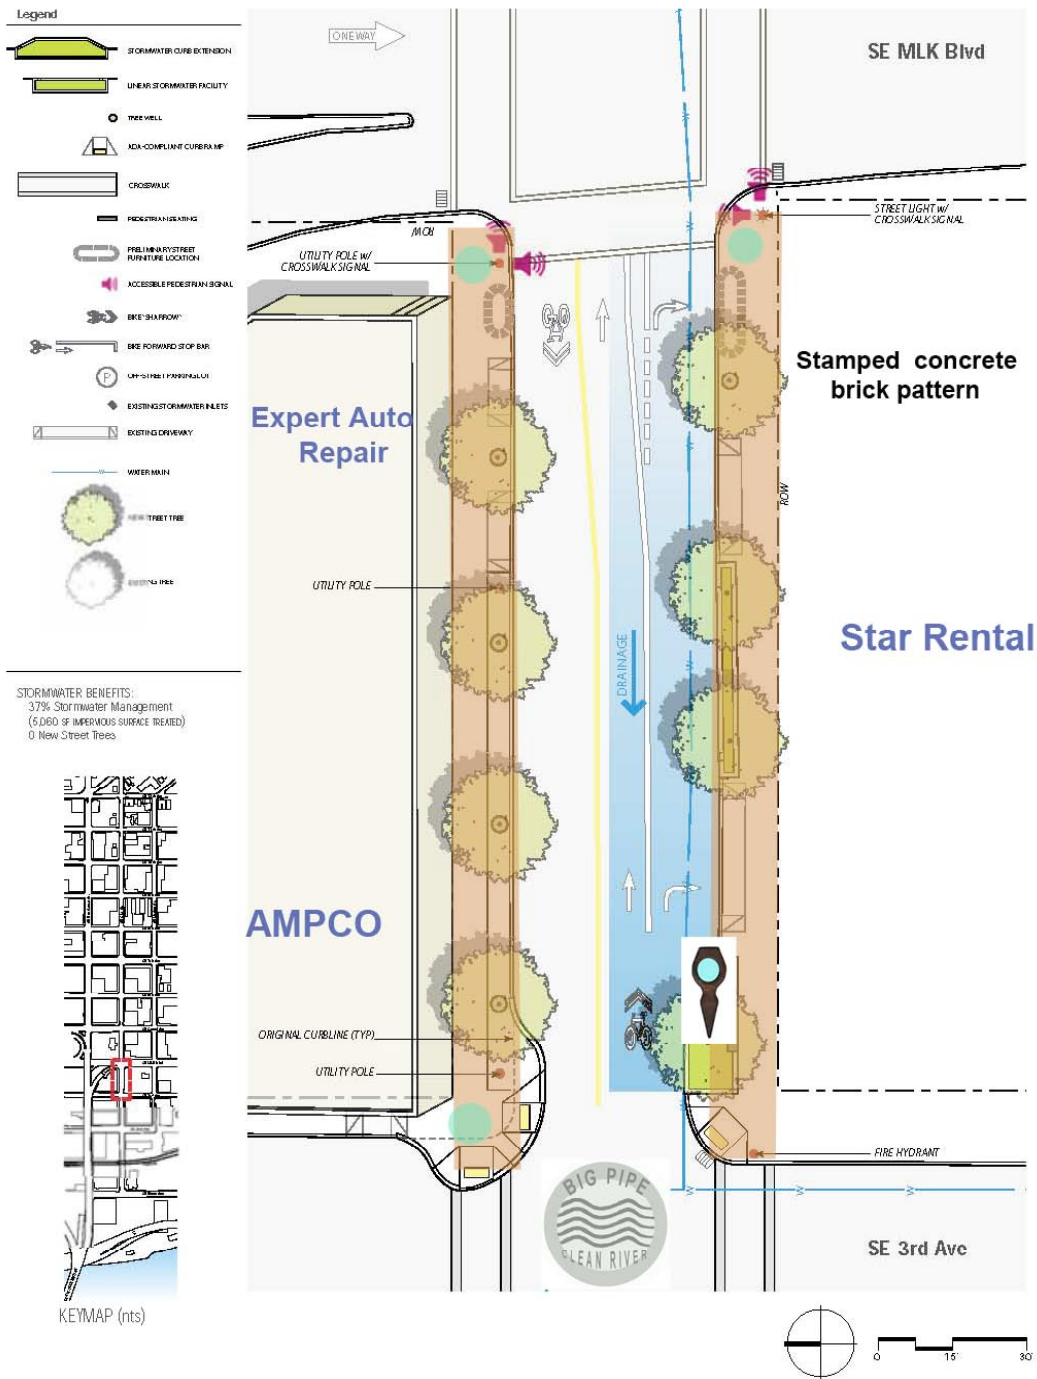 Legend
STORMWATER CURB EXTENSION
LINEAR STORMWATER FACILITY
TREE WELL
ADA-COMPLIANT CURB RAMP
CROSSWALK
PEDESTRIAN SEATING
PRELIMINARY STREET
FURNITURE LOCATION
ACCESSIBLE PEDESTRIAN SIGNAL
BIKE "SHARROW"
BIKE FORWARD STOP BAR
P
OFF-STREET PARKING LOT
EXISTING STORMWATER INLETS
EXISTING DRIVEWAY
WATER MAIN
STREET TREE
TREE
STORMWATER BENEFITS:
37% Stormwater Management
(5,060 SF IMPERVIOUS SURFACE TREATED)
0 New Street Trees
KEYMAP (nts)
ONE WAY
SE MLK Blvd
ROW
UTILITY POLE W/
CROSSWALK SIGNAL
STREET LIGHT W/
CROSSWALK SIGNAL
Stamped concrete
brick pattern
Expert Auto
Repair
ROW
UTILITY POLE
DRAINAGE
Star Rental
AMPCO
ORIGINAL CURBLINE (TYP)
UTILITY POLE
FIRE HYDRANT
BIG PIPE
CLEAN RIVER
W
W
W
SE 3rd Ave
0 15' 30'